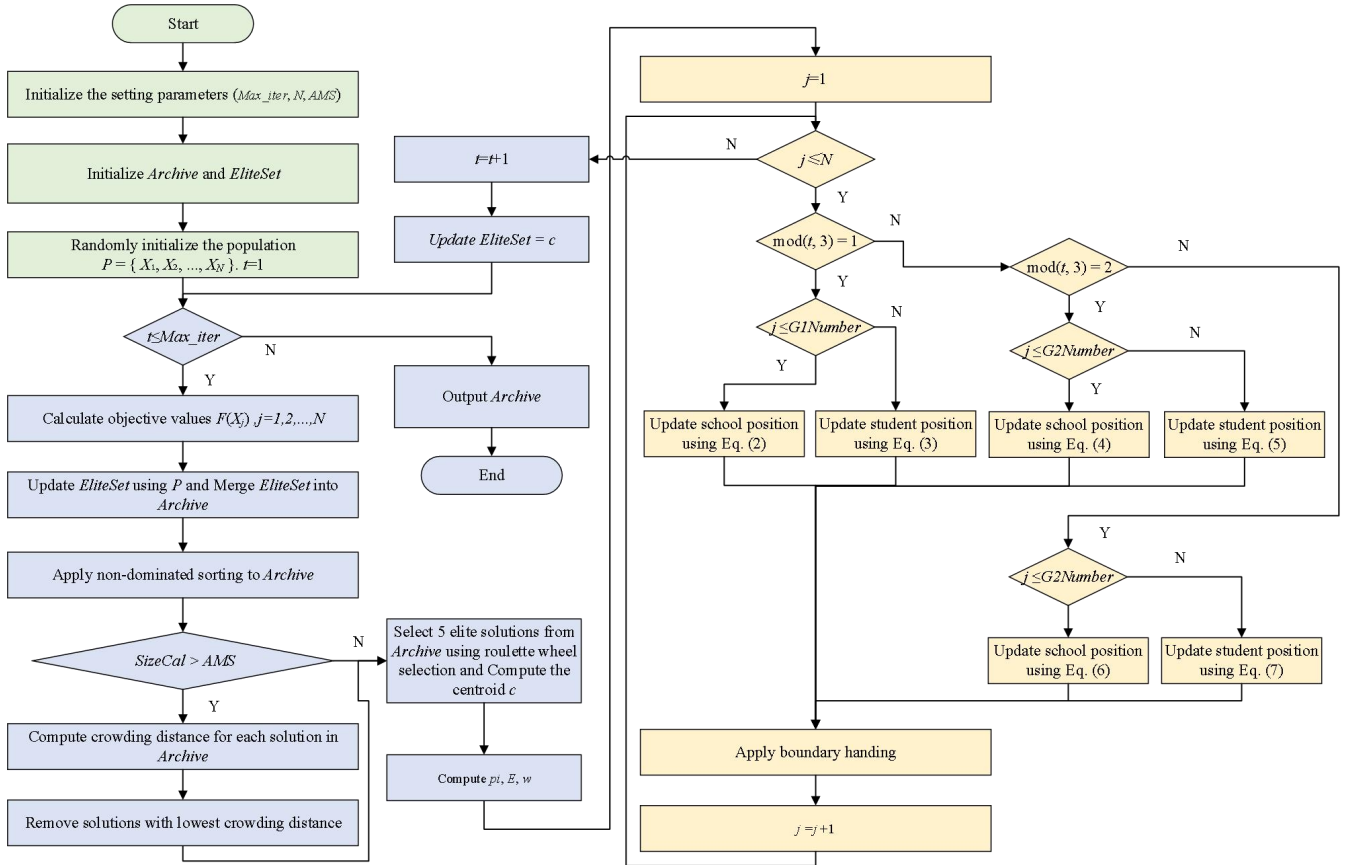 Start
Initialize the setting parameters (Max_iter, N, AMS)
Initialize Archive and EliteSet
Randomly initialize the population
P = { X1, X2, ..., XN }. t=1
t≤Max_iter
N
Y
Calculate objective values F(Xj) ,j=1,2,...,N
Update EliteSet using P and Merge EliteSet into
Archive
Apply non-dominated sorting to Archive
SizeCal > AMS
N
Y
Compute crowding distance for each solution in
Archive
Remove solutions with lowest crowding distance
t=t+1
Update EliteSet = c
Output Archive
End
Select 5 elite solutions from
Archive using roulette wheel
selection and Compute the
centroid c
Compute pi, E, w
j=1
N
j≤N
Y
mod(t, 3) = 1
N
Y
mod(t, 3) = 2
N
Y
j ≤G1Number
N
Y
j ≤G2Number
N
Y
Update school position
using Eq. (2)
Update student position
using Eq. (3)
Update school position
using Eq. (4)
Update student position
using Eq. (5)
Y
j ≤G2Number
N
Update school position
using Eq. (6)
Update student position
using Eq. (7)
Apply boundary handing
j =j+1